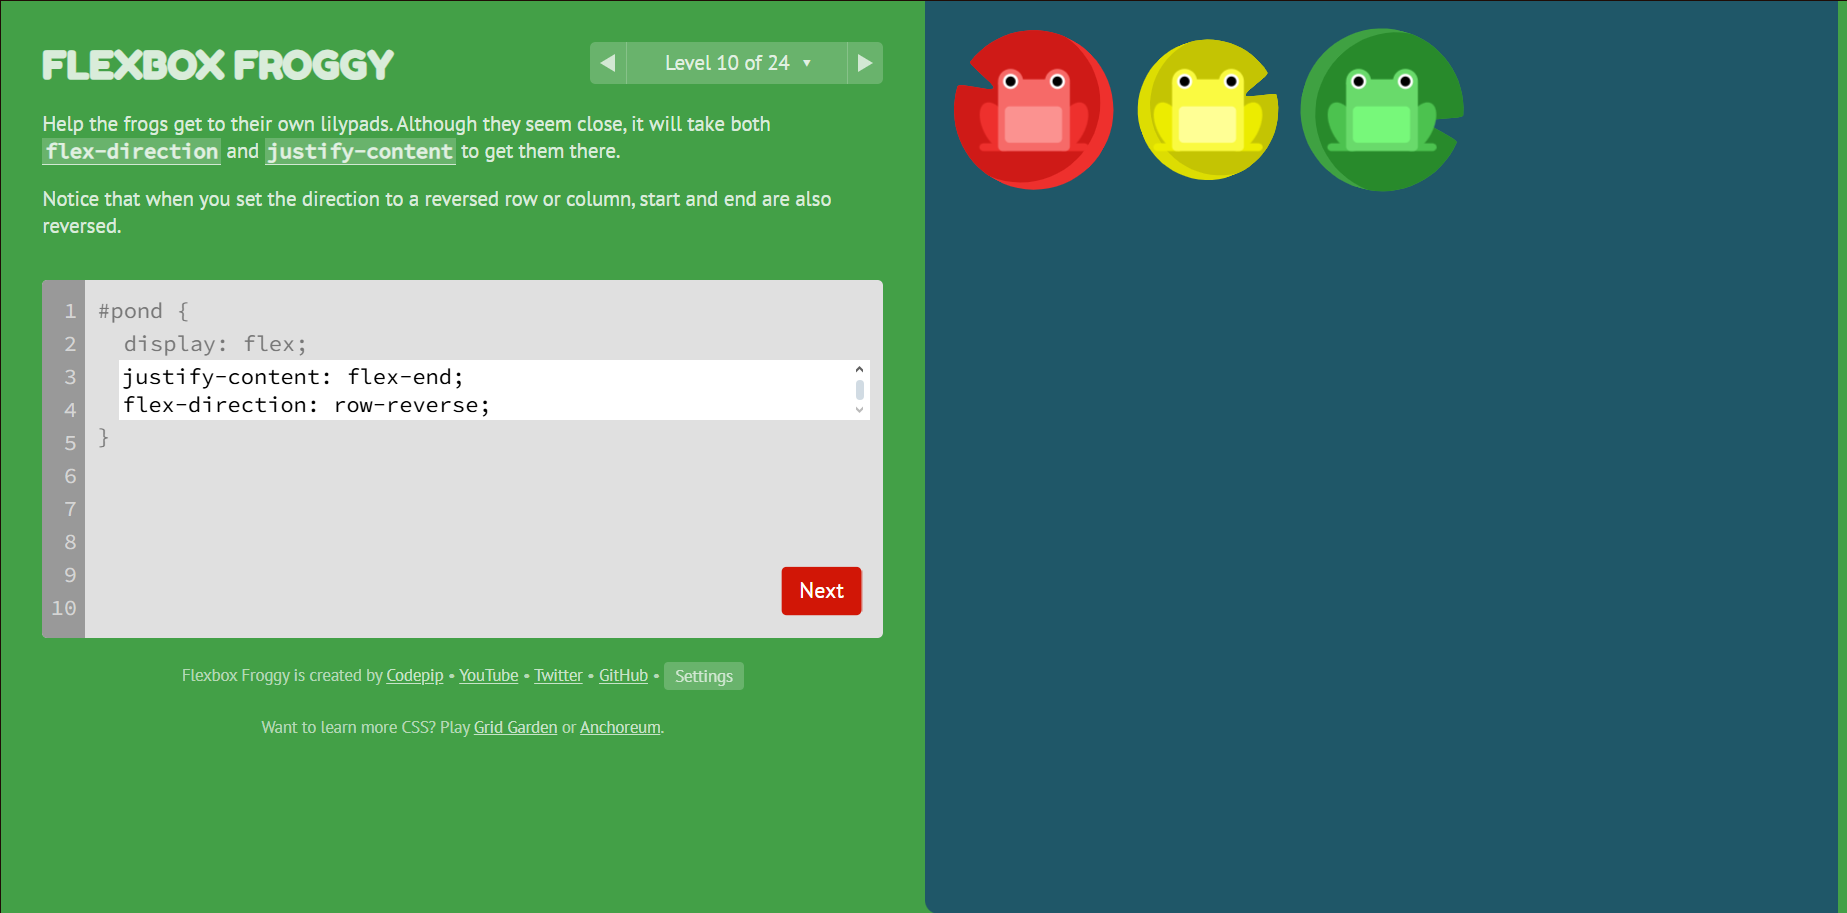 FLEXBOX FROGGY
Level 10 of 24
Help the frogs get to their own lilypads. Although they seem close, it will take both
flex-direction and justify-content to get them there.
Notice that when you set the direction to a reversed row or column, start and end are also
reversed.
1 #pond {
2 display: flex;
3 justify-content: flex-end;
4 flex-direction: row-reverse;
5 }
6
7
8
9
10
Next
Flexbox Froggy is created by Codepip • YouTube • Twitter • GitHub • Settings
Want to learn more CSS? Play Grid Garden or Anchoreum.